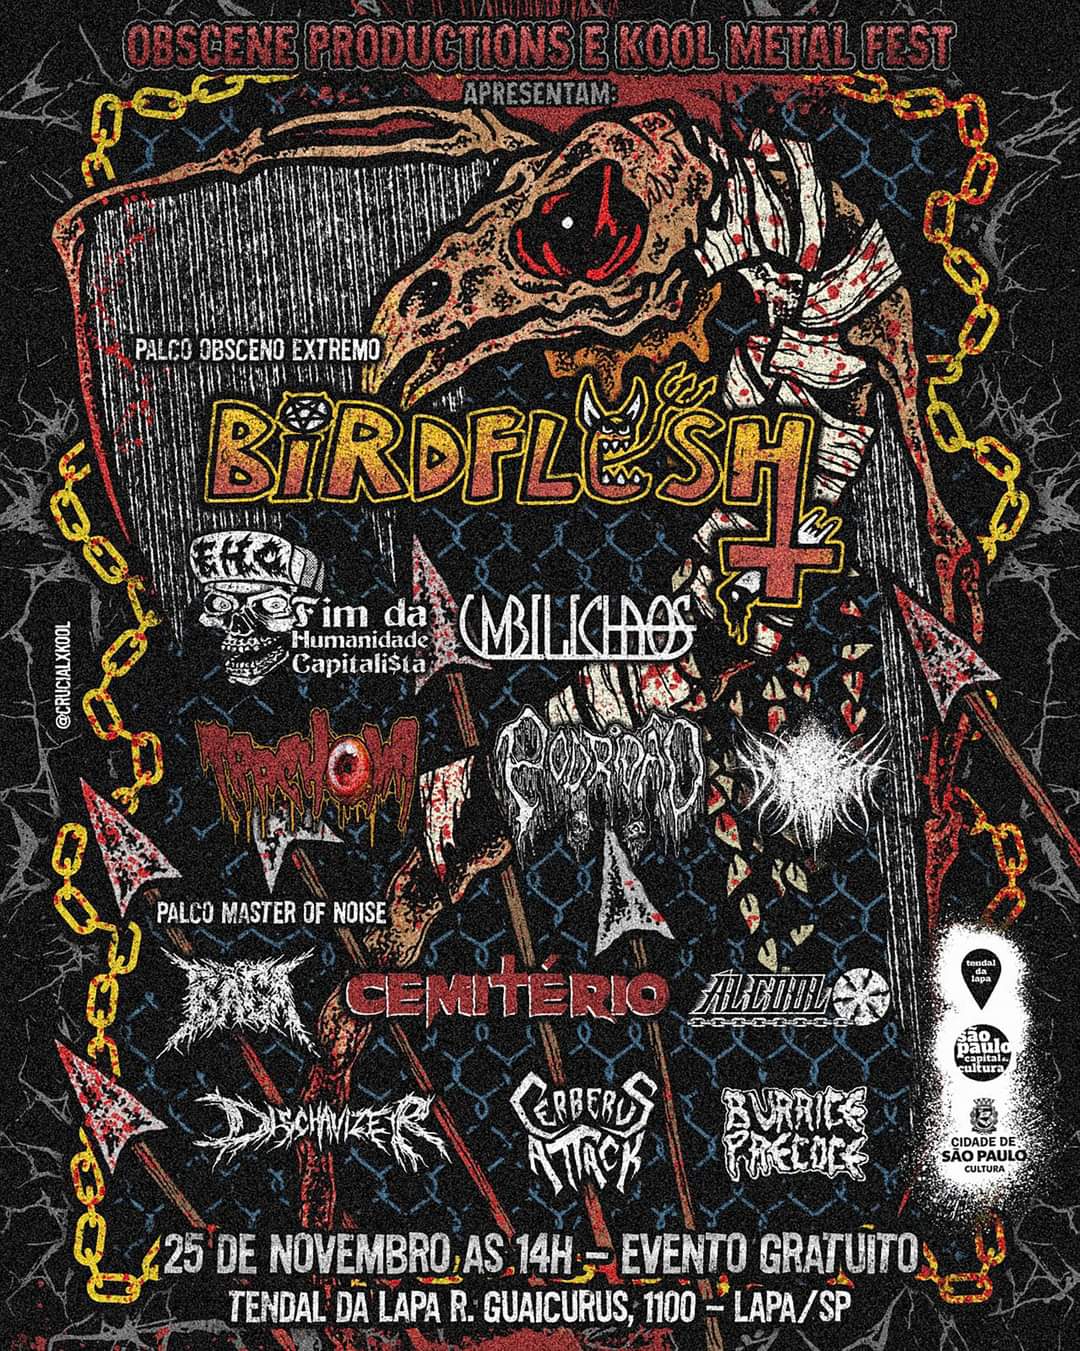 OBSCENE PRODUCTIONS E KOOL METAL FEST
APRESENTAM:
PALCO OBSCENO EXTREMO
BiRDFLESH
F.H.C.
Fim da
Humanidade
Capitali$ta
UMBILICHAOS
TRACHOMA
PODRIDÃO
@CRUCIALXKOOL
PALCO MASTER OF NOISE
CEMITÉRIO
ÁLCOOL
DISCHAVIZER
CERBERUS
ATTACK
BURRICE
PRECOCE
tendal
da
lapa
são
paulo
capital da
cultura
CIDADE DE
SÃO PAULO
CULTURA
25 DE NOVEMBRO AS 14H – EVENTO GRATUITO
TENDAL DA LAPA R. GUAICURUS, 1100 – LAPA/SP